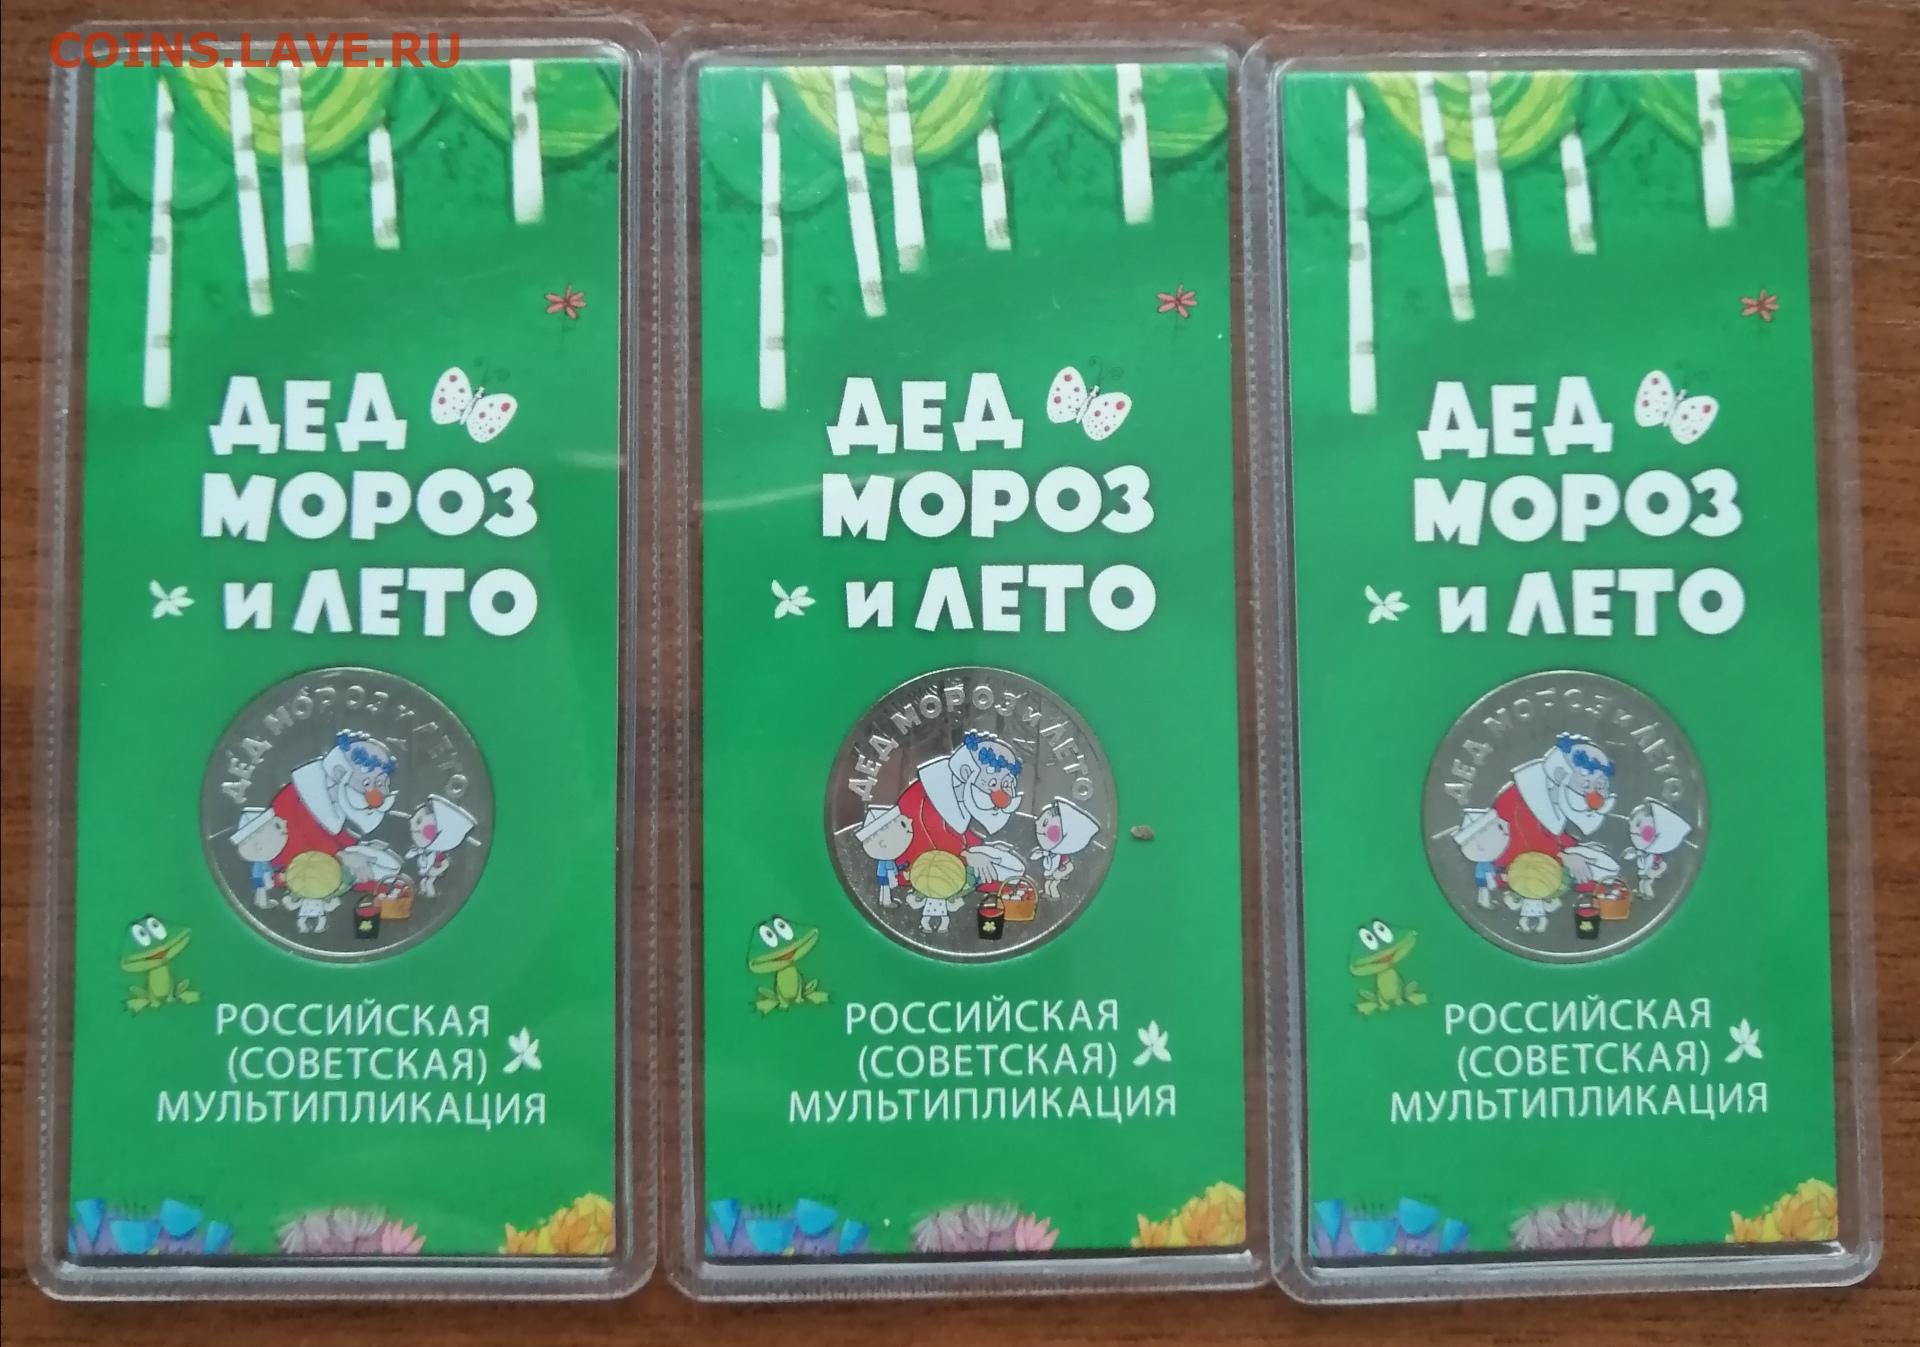 COINS.LAVE.RU
ДЕД
МОРОЗ
И ЛЕТО
ДЕД МОРОЗ И ЛЕТО
РОССИЙСКАЯ
(СОВЕТСКАЯ)
МУЛЬТИПЛИКАЦИЯ
ДЕД
МОРОЗ
И ЛЕТО
ДЕД МОРОЗ И ЛЕТО
РОССИЙСКАЯ
(СОВЕТСКАЯ)
МУЛЬТИПЛИКАЦИЯ
ДЕД
МОРОЗ
И ЛЕТО
ДЕД МОРОЗ И ЛЕТО
РОССИЙСКАЯ
(СОВЕТСКАЯ)
МУЛЬТИПЛИКАЦИЯ